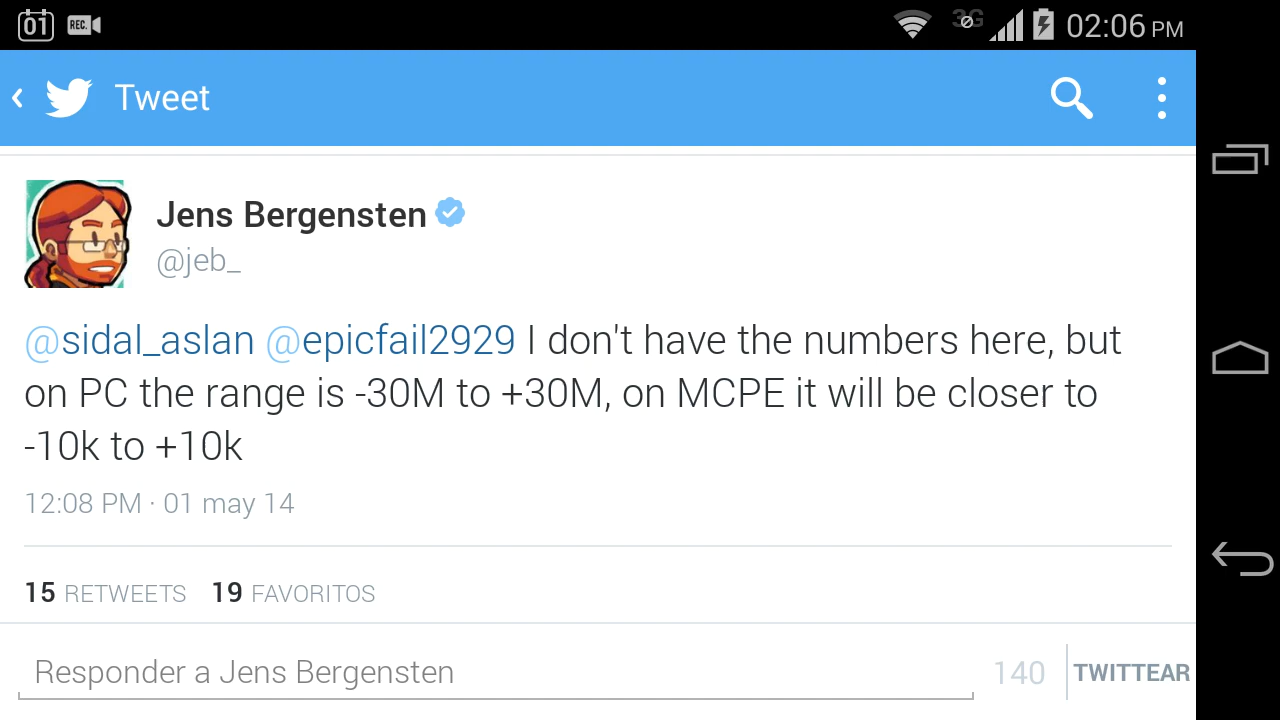 01 REC. 3G 02:06 PM
Tweet
Jens Bergensten
@jeb_
@sidal_aslan @epicfail2929 I don't have the numbers here, but
on PC the range is -30M to +30M, on MCPE it will be closer to
-10k to +10k
12:08 PM · 01 may 14
15 RETWEETS 19 FAVORITOS
Responder a Jens Bergensten 140 TWITTEAR